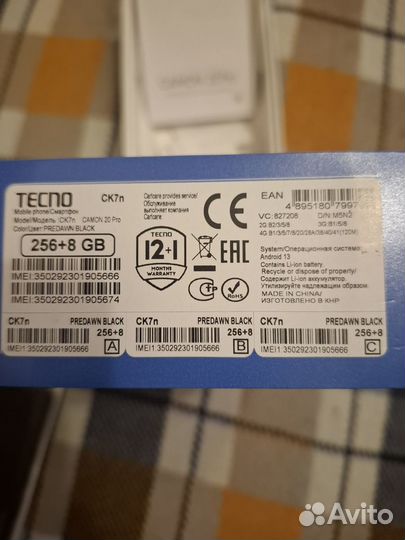 TECNO
CK7n
Mobile phone/Смартфон
Model/Модель: CK7n CAMON 20 Pro
Color/Цвет: PREDAWN BLACK
256+8 GB
IMEI:350292301905666
IMEI:350292301905674
Carlcare provides service/
Обслуживание
выполняет компания
Carlcare
TECNO
12+1
MONTHS
WARRANTY
CE
EAC
RoHS
EAN
4 895180 7997
VC: 827208
D/N: M5N2
2G: B2/3/5/8
3G: B1/5/8
System/Операционная система:
Android 13
Contains Li-ion battery.
Recycle or dispose of properly/
Содержит Li-ion аккумулятор.
Утилизируйте надлежащим образом.
MADE IN CHINA/
ИЗГОТОВЛЕНО В КНР
CK7n PREDAWN BLACK
256+8
IMEI1:350292301905666 A
CK7n PREDAWN BLACK
256+8
IMEI1:350292301905666 B
CK7n PREDAWN BLACK
256+8
IMEI1:350292301905666 C
Avito